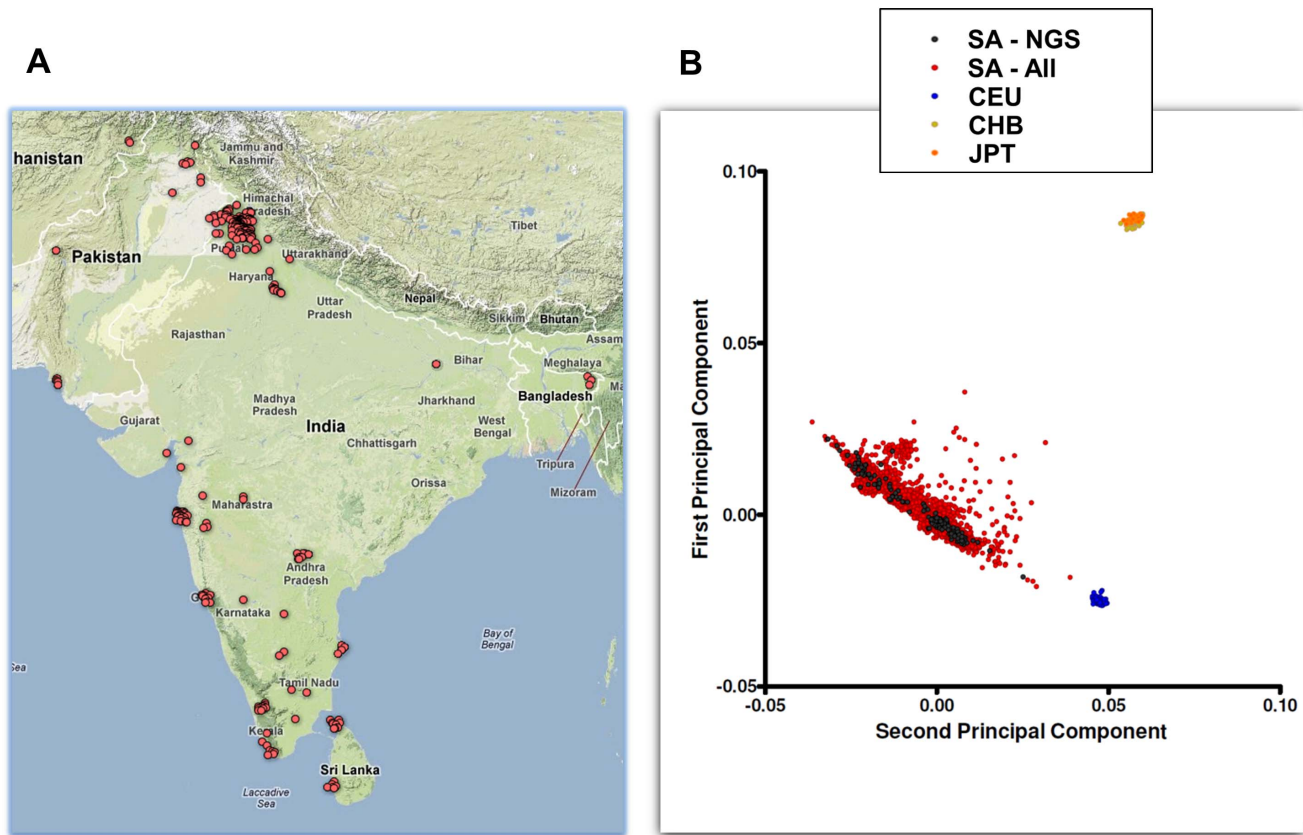 A
hanistan
Jammu and
Kashmir
Himachal
Pradesh
Tibet
Pakistan
Punjab
Uttarakhand
Haryana
Uttar
Pradesh
Nepal
Sikkim
Bhutan
Assam
Rajasthan
Bihar
Meghalaya
Ma
Bangladesh
Madhya
Pradesh
Jharkhand
Gujarat
India
West
Bengal
Chhattisgarh
Tripura
Orissa
Mizoram
Maharastra
Andhra
Pradesh
G
Karnataka
Bay of
Bengal
Sea
Tamil Nadu
Kerala
Sri Lanka
Laccadive
Sea
B
SA - NGS
SA - All
CEU
CHB
JPT
First Principal Component
0.10
0.05
0.00
-0.05
-0.05
0.00
0.05
0.10
Second Principal Component